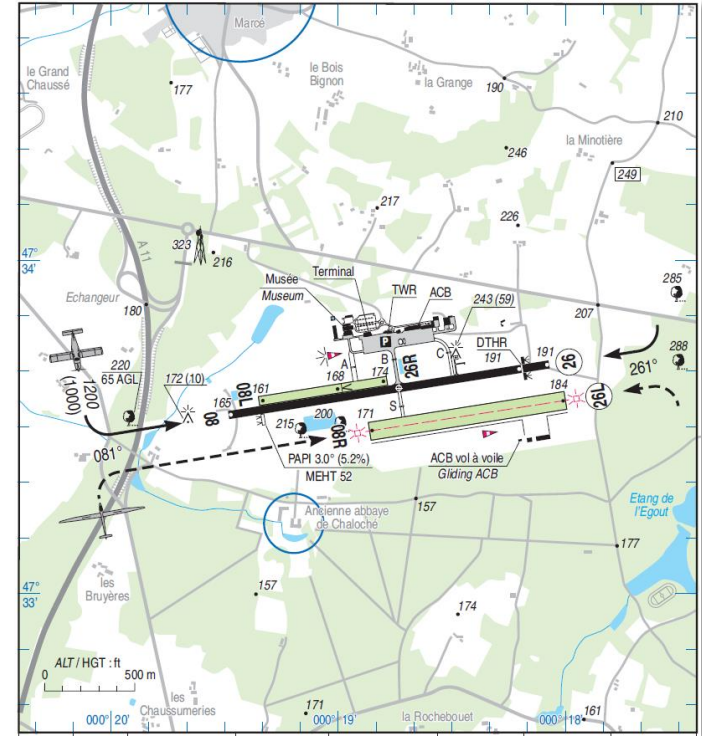 Marcé
le Grand
Chaussé
177
le Bois
Bignon
la Grange
190
210
la Minotière
246
249
217
226
A 11
323
216
47°
34'
Echangeur
180
Musée
Museum
Terminal
TWR
ACB
243 (59)
285
207
288
DTHR
191
191
26
261°
P
A
B
C
26R
220
65 AGL
1200
(1000)
172 (10)
08L
161
168
174
165
08
184
26L
S
215
200
08R
171
081°
PAPI 3.0° (5.2%)
MEHT 52
ACB vol à voile
Gliding ACB
Ancienne abbaye
de Chaloché
157
Etang de
l'Egout
177
47°
33'
les
Bruyères
157
174
ALT / HGT : ft
0 500 m
les
Chaussumeries
171
la Rochebouet
161
000° 20' 000° 19' 000° 18'